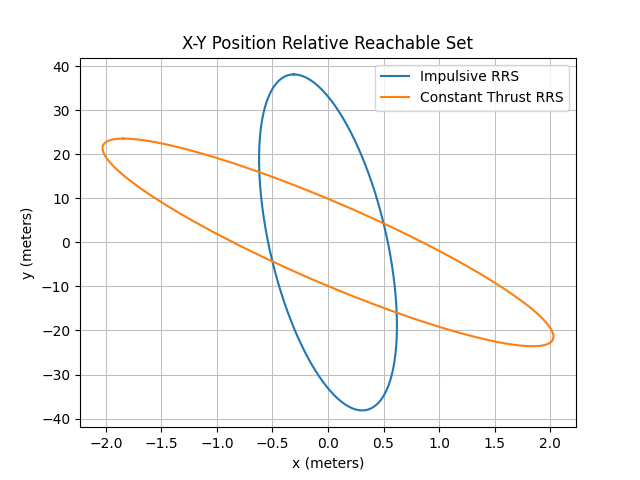 X-Y Position Relative Reachable Set
Impulsive RRS
Constant Thrust RRS
y (meters)
40
30
20
10
0
−10
−20
−30
−40
−2.0 −1.5 −1.0 −0.5 0.0 0.5 1.0 1.5 2.0
x (meters)